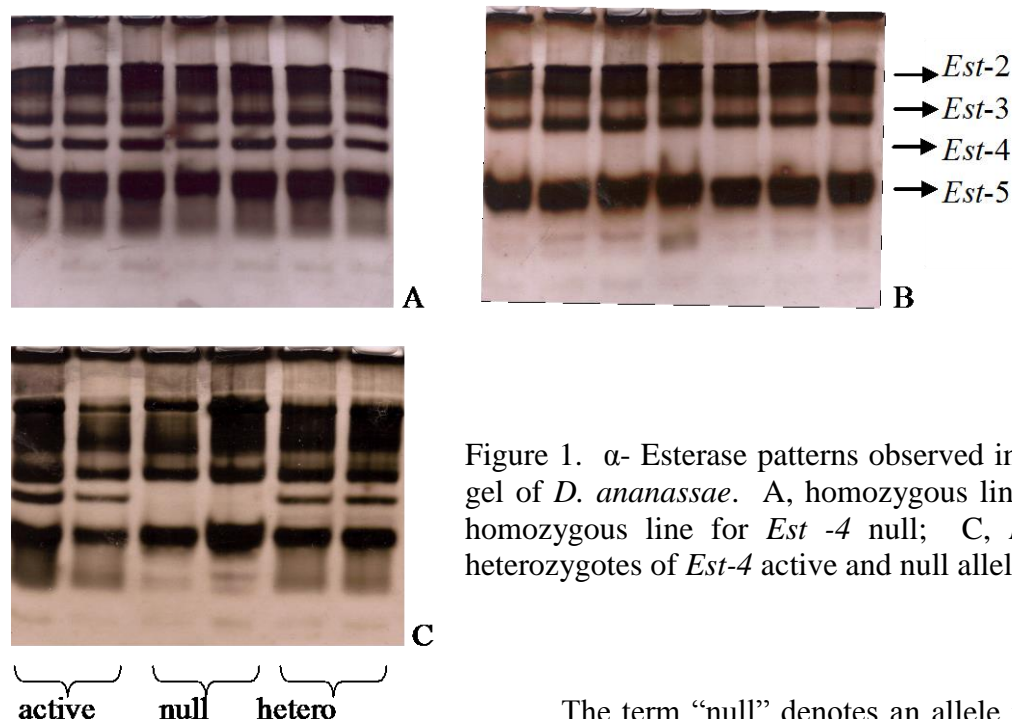 Est-2
Est-3
Est-4
Est-5
A
B
C
active null hetero
Figure 1. α- Esterase patterns observed in
gel of D. ananassae. A, homozygous lin
homozygous line for Est -4 null; C,
heterozygotes of Est-4 active and null allel
The term “null” denotes an allele